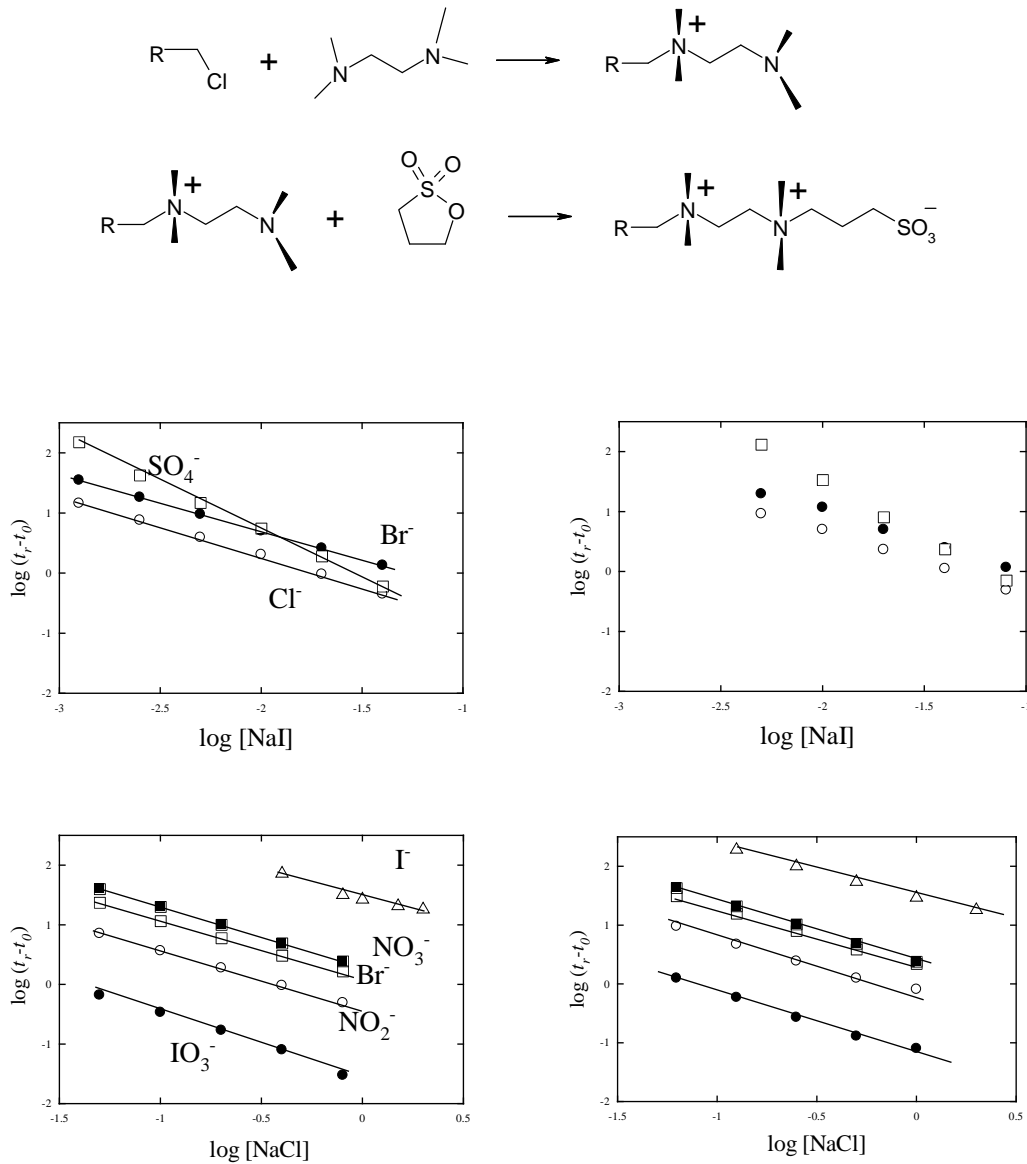 R Cl + N N → R N + N
R N + N + O O S O → R N + N + SO3 −
2
1
0
-1
-2
log (tr-t0)
SO4-
Br-
Cl-
-3 -2.5 -2 -1.5 -1
log [NaI]
2
1
0
-1
-2
log (tr-t0)
-3 -2.5 -2 -1.5 -1
log [NaI]
2
1
0
-1
-2
log (tr-t0)
I-
NO3-
Br-
NO2-
IO3-
-1.5 -1 -0.5 0 0.5
log [NaCl]
2
1
0
-1
-2
log (tr-t0)
-1.5 -1 -0.5 0 0.5
log [NaCl]